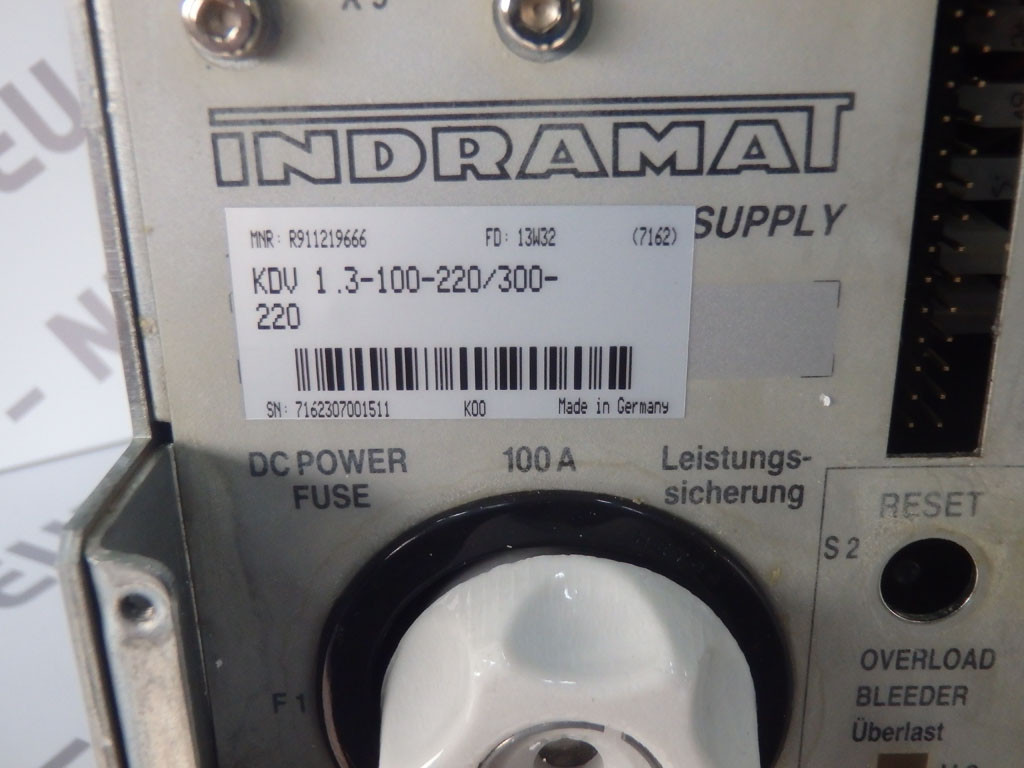 X5
INDRAMAT
SUPPLY
MNR: R911219666 FD: 13W32 (7162)
KDV 1.3-100-220/300-
220
SN: 7162307001511 K00 Made in Germany
DC POWER 100 A Leistungs-
FUSE sicherung
RESET
S 2
F 1
OVERLOAD
BLEEDER
Überlast